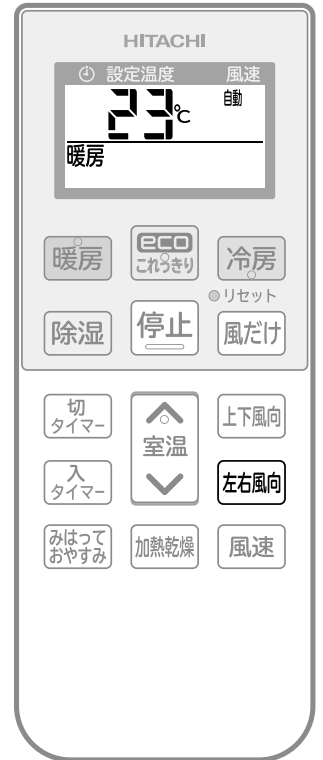 HITACHI
設定温度 風速
23℃ 自動
暖房
暖房
eco
これっきり
冷房
リセット
除湿
停止
風だけ
切
タイマー
室温
上下風向
入
タイマー
左右風向
みはって
おやすみ
加熱乾燥
風速